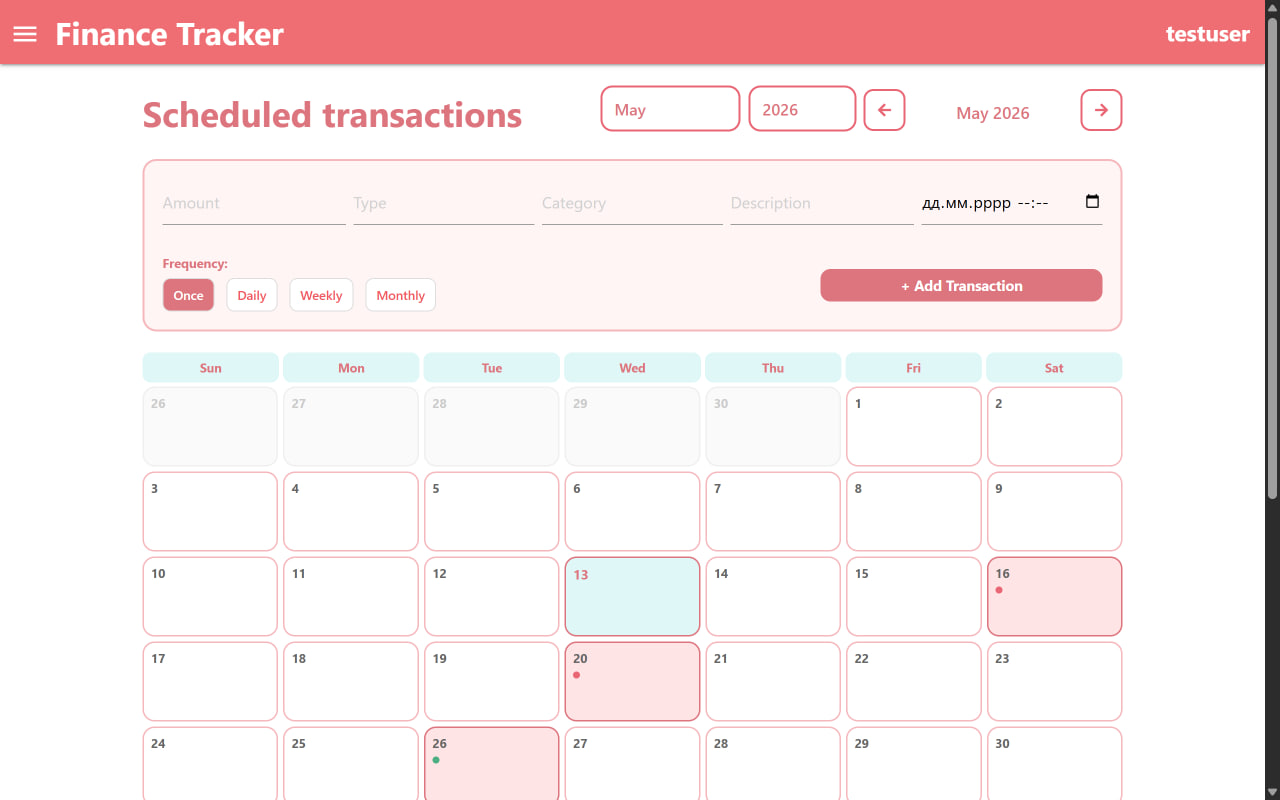 Finance Tracker
testuser
Scheduled transactions
May
2026
May 2026
Amount
Type
Category
Description
дд.мм.рррр --:--
Frequency:
Once
Daily
Weekly
Monthly
+ Add Transaction
Sun Mon Tue Wed Thu Fri Sat
26 27 28 29 30 1 2
3 4 5 6 7 8 9
10 11 12 13 14 15 16
17 18 19 20 21 22 23
24 25 26 27 28 29 30